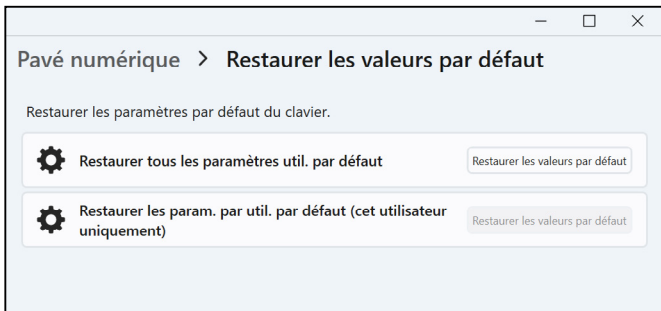 Pavé numérique > Restaurer les valeurs par défaut
Restaurer les paramètres par défaut du clavier.
Restaurer tous les paramètres util. par défaut
Restaurer les valeurs par défaut
Restaurer les param. par util. par défaut (cet utilisateur
uniquement)
Restaurer les valeurs par défaut